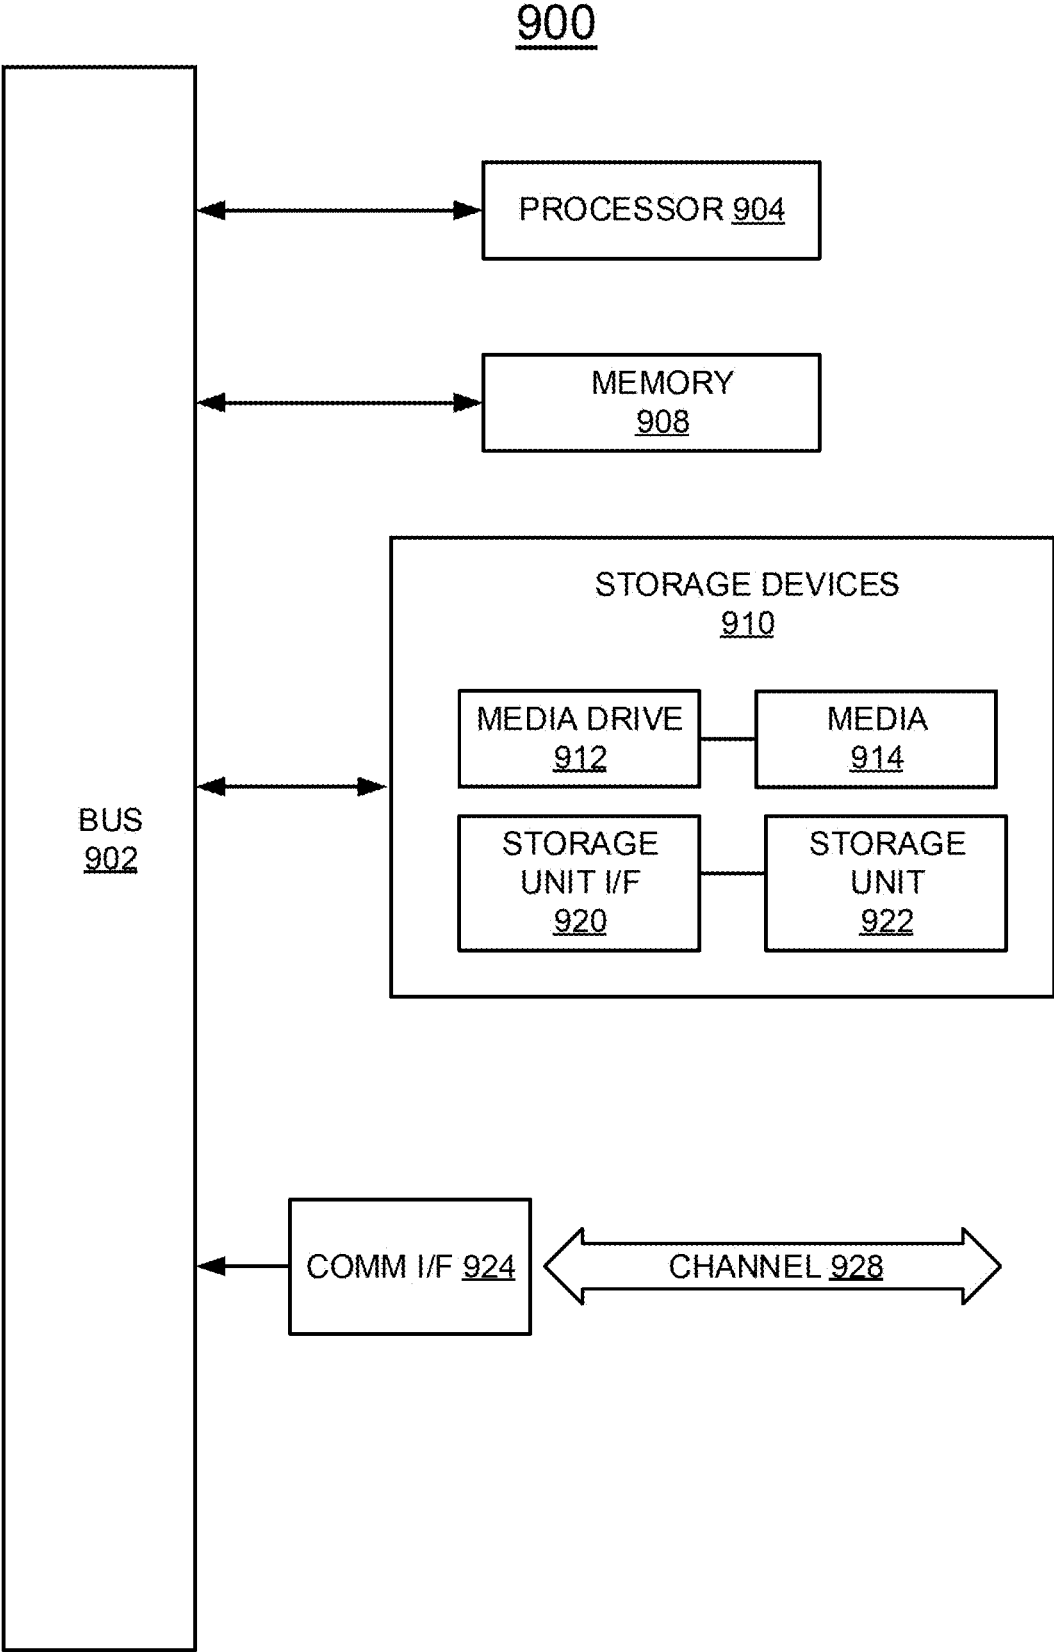 900
PROCESSOR 904
MEMORY
908
STORAGE DEVICES
910
MEDIA DRIVE
912
MEDIA
914
BUS
902
STORAGE
UNIT I/F
920
STORAGE
UNIT
922
COMM I/F 924
CHANNEL 928